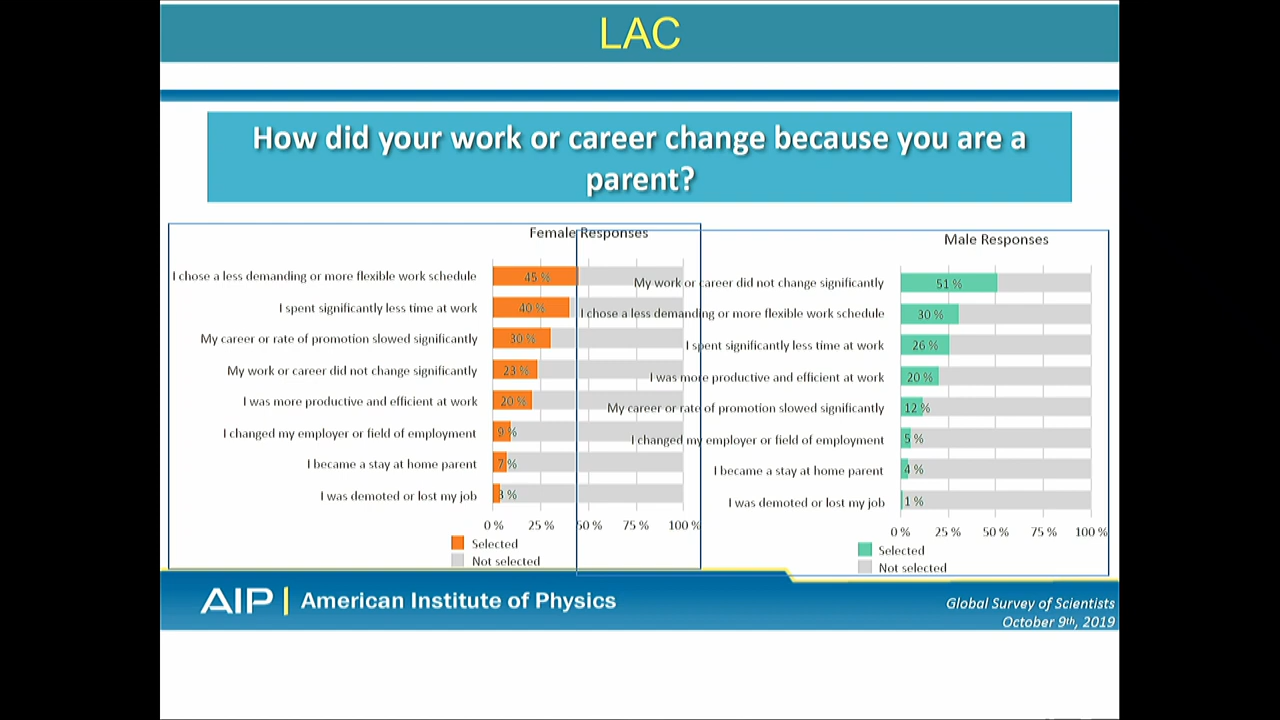 LAC
How did your work or career change because you are a
parent?
Female Responses
I chose a less demanding or more flexible work schedule 45 %
I spent significantly less time at work 40 %
My career or rate of promotion slowed significantly 30 %
My work or career did not change significantly 23 %
I was more productive and efficient at work 20 %
I changed my employer or field of employment 9 %
I became a stay at home parent 7 %
I was demoted or lost my job 3 %
0 % 25 % 50 % 75 % 100 %
Selected
Not selected
Male Responses
My work or career did not change significantly 51 %
I chose a less demanding or more flexible work schedule 30 %
I spent significantly less time at work 26 %
I was more productive and efficient at work 20 %
My career or rate of promotion slowed significantly 12 %
I changed my employer or field of employment 5 %
I became a stay at home parent 4 %
I was demoted or lost my job 1 %
0 % 25 % 50 % 75 % 100 %
Selected
Not selected
AIP | American Institute of Physics
Global Survey of Scientists
October 9th, 2019